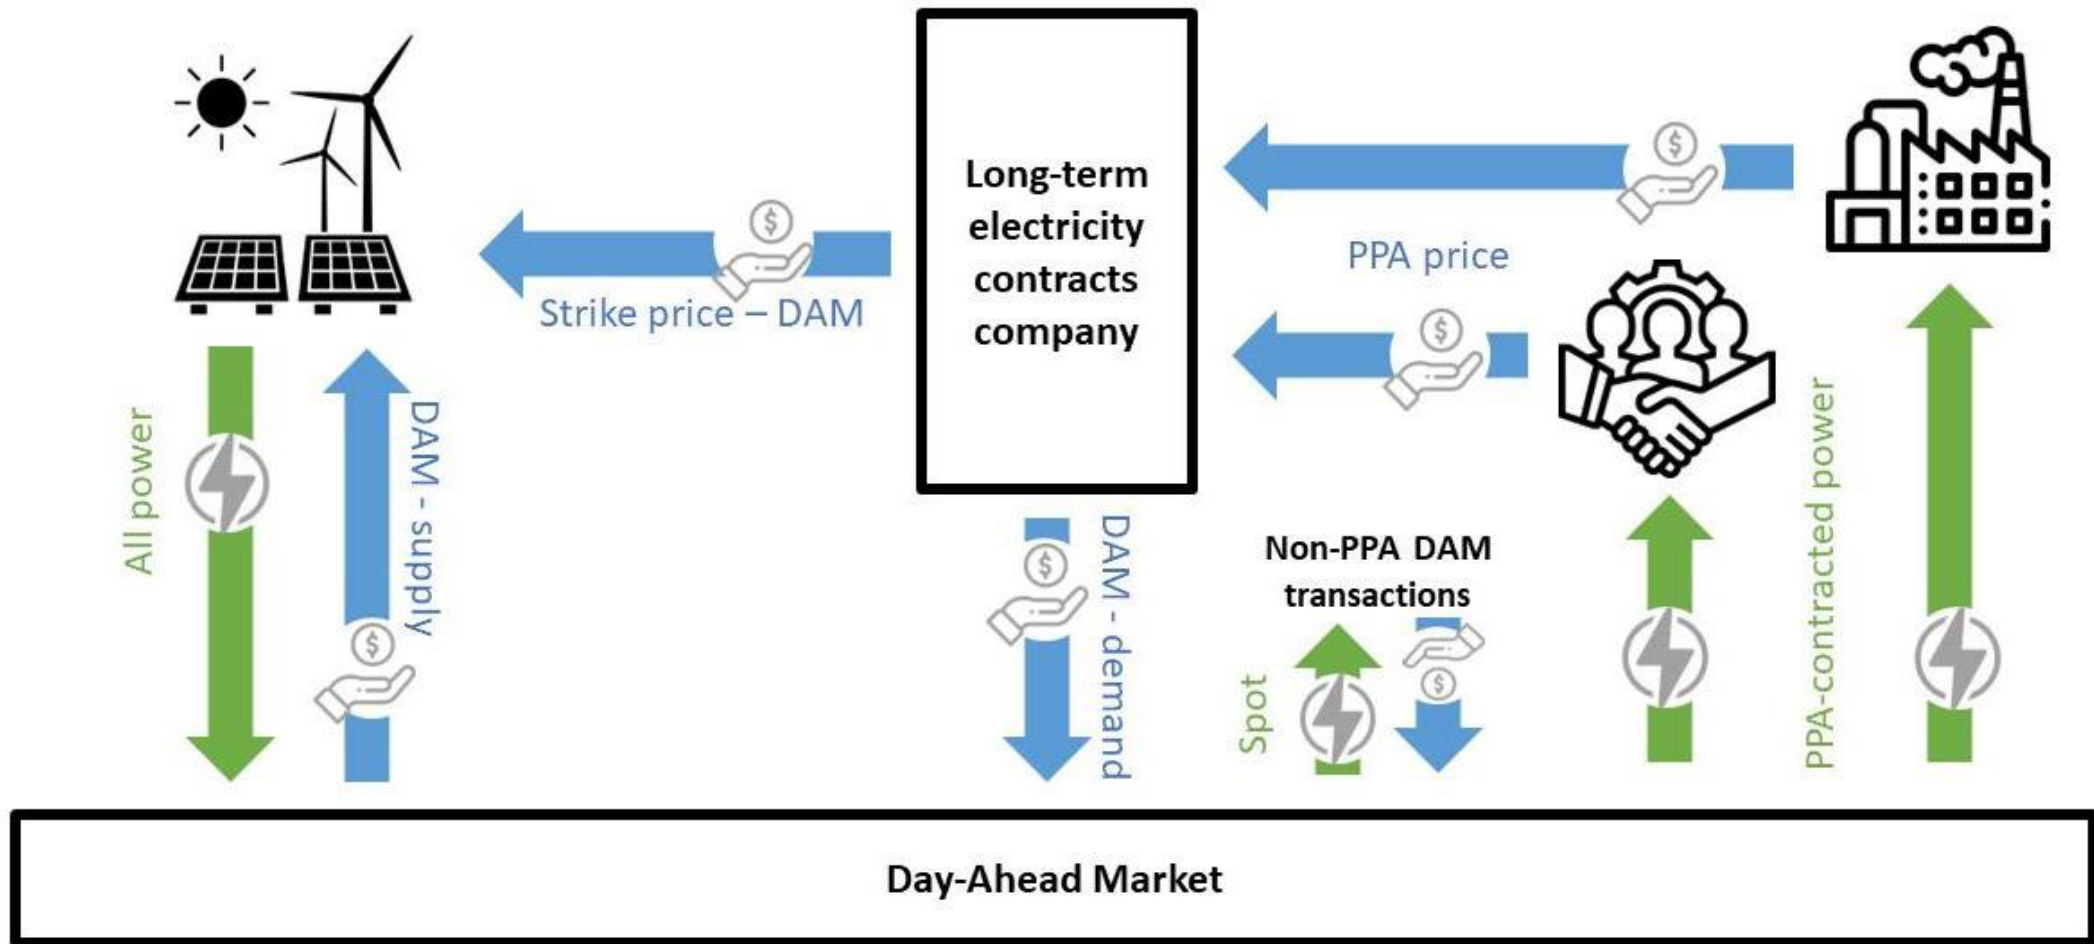 Long-term
electricity
contracts
company
PPA price
Strike price – DAM
All power
DAM - supply
DAM - demand
Non-PPA DAM
transactions
Spot
PPA-contracted power
Day-Ahead Market